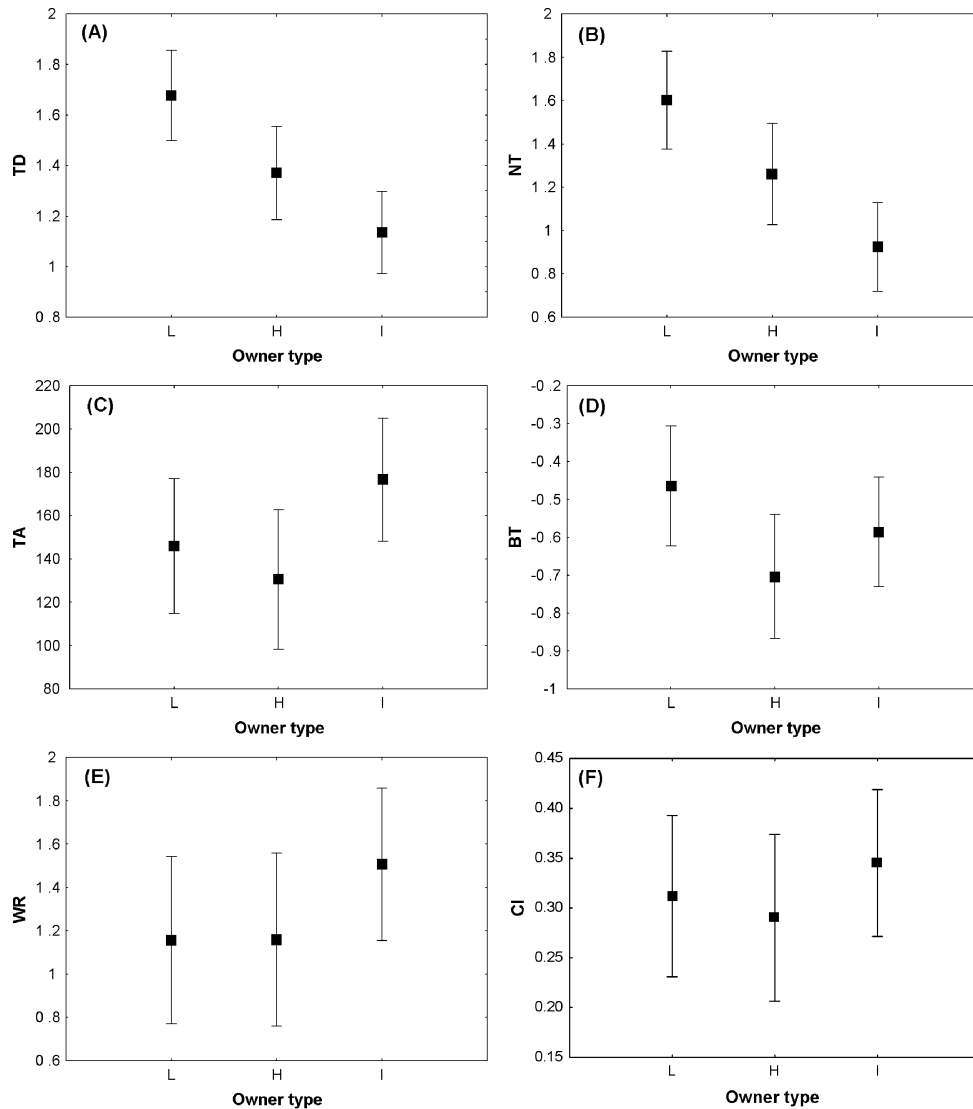 (A)
TD
2
1.8
1.6
1.4
1.2
1
0.8
L H I
Owner type
(B)
NT
2
1.8
1.6
1.4
1.2
1
0.8
0.6
L H I
Owner type
(C)
TA
220
200
180
160
140
120
100
80
L H I
Owner type
(D)
BT
-0.2
-0.3
-0.4
-0.5
-0.6
-0.7
-0.8
-0.9
-1
L H I
Owner type
(E)
WR
2
1.8
1.6
1.4
1.2
1
0.8
0.6
L H I
Owner type
(F)
CI
0.45
0.40
0.35
0.30
0.25
0.20
0.15
L H I
Owner type